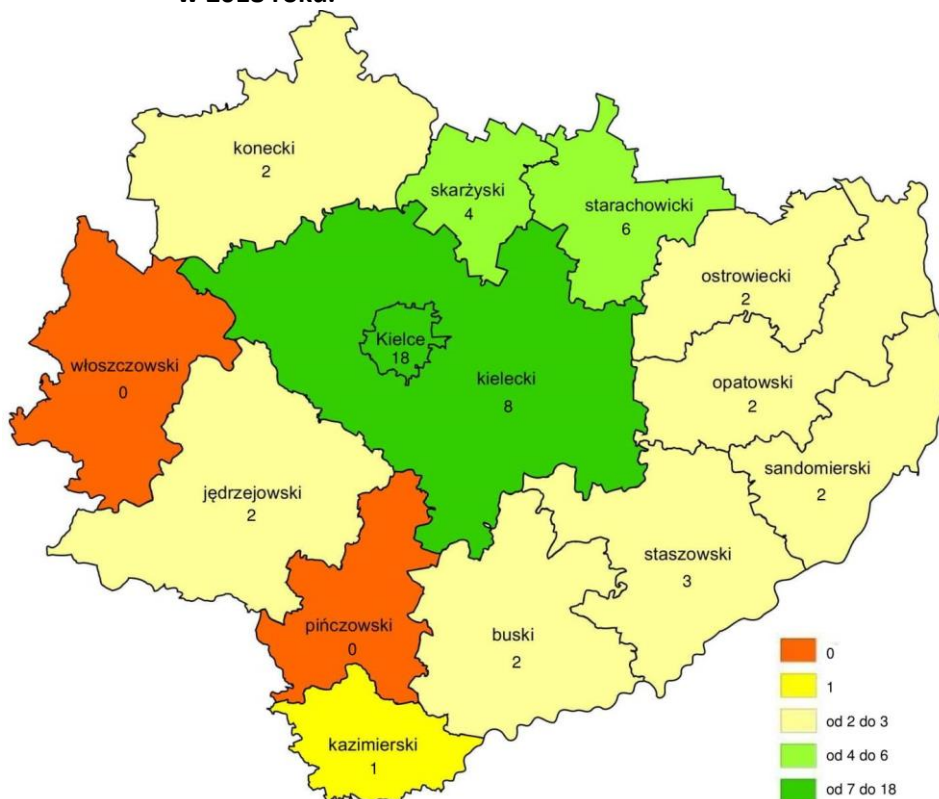 w 2018 roku.
konecki
2
skarżyski
4
starachowicki
6
ostrowiecki
2
Kielce
18
włoszczowski
0
kielecki
8
opatowski
2
sandomierski
2
jędrzejowski
2
staszowski
3
pińczowski
0
buski
2
kazimierski
1
0
1
od 2 do 3
od 4 do 6
od 7 do 18